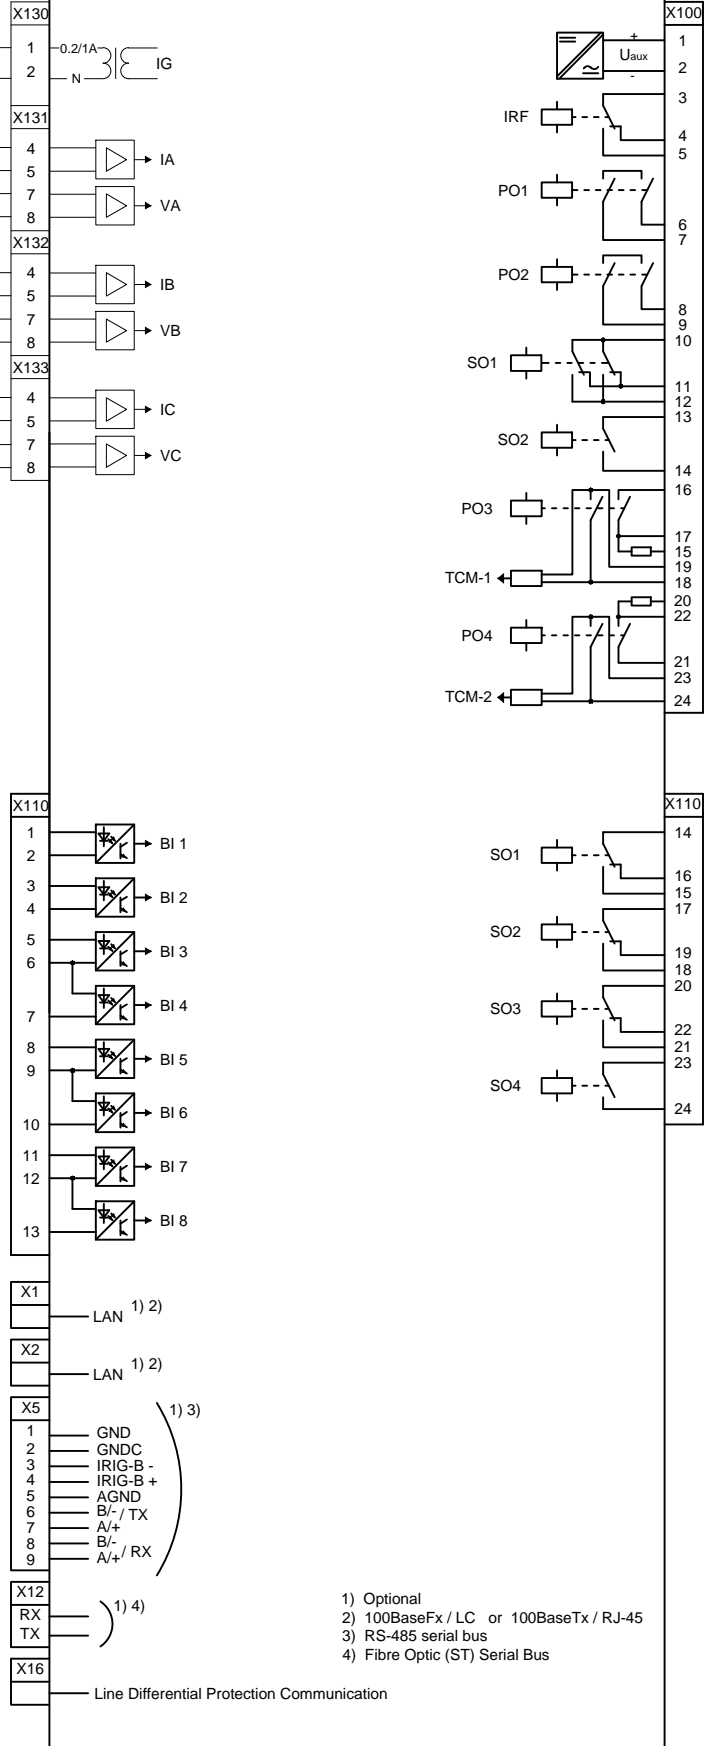 X130
1 0.2/1A IG
2 N
X131
4
5 IA
7
8 VA
X132
4
5 IB
7
8 VB
X133
4
5 IC
7
8 VC
X100
+ 1
Uaux
- 2
3
IRF
4
5
PO1
6
7
PO2
8
9
10
SO1
11
12
13
SO2
14
16
PO3
17
15
19
TCM-1
18
20
22
PO4
21
23
TCM-2
24
X110
1
2 BI 1
3
4 BI 2
5
6 BI 3
7 BI 4
8
9 BI 5
10 BI 6
11
12 BI 7
13 BI 8
X110
14
SO1
16
15
17
SO2
19
18
20
SO3
22
21
23
SO4
24
X1
LAN 1) 2)
X2
LAN 1) 2)
X5 1) 3)
1 GND
2 GNDC
3 IRIG-B -
4 IRIG-B +
5 AGND
6 B/- / TX
7 A/+
8 B/- / RX
9 A/+
X12
RX 1) 4)
TX
X16
Line Differential Protection Communication
1) Optional
2) 100BaseFx / LC or 100BaseTx / RJ-45
3) RS-485 serial bus
4) Fibre Optic (ST) Serial Bus